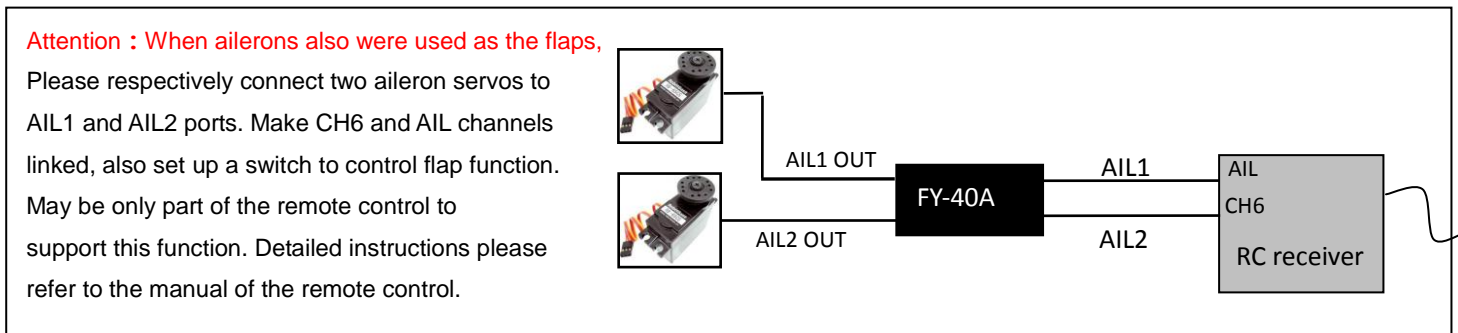 Attention：When ailerons also were used as the flaps,
Please respectively connect two aileron servos to
AIL1 and AIL2 ports. Make CH6 and AIL channels
linked, also set up a switch to control flap function.
May be only part of the remote control to
support this function. Detailed instructions please
refer to the manual of the remote control.
AIL1 OUT
AIL2 OUT
FY-40A
AIL1
AIL2
AIL
CH6
RC receiver